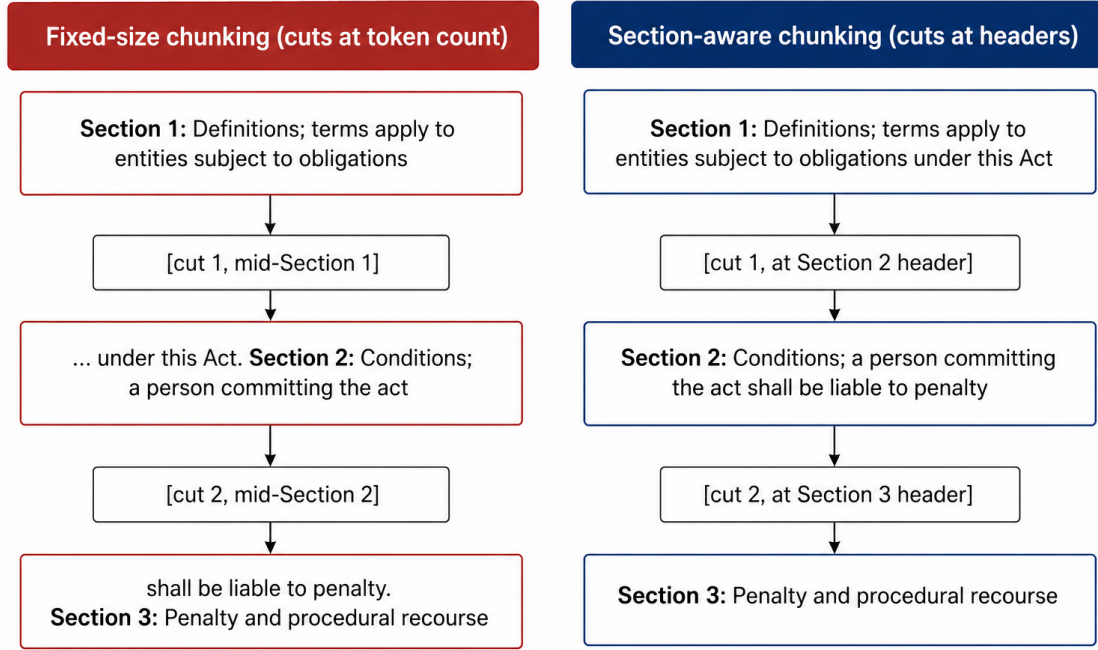 Fixed-size chunking (cuts at token count)
Section 1: Definitions; terms apply to
entities subject to obligations
[cut 1, mid-Section 1]
... under this Act. Section 2: Conditions;
a person committing the act
[cut 2, mid-Section 2]
shall be liable to penalty.
Section 3: Penalty and procedural recourse
Section-aware chunking (cuts at headers)
Section 1: Definitions; terms apply to
entities subject to obligations under this Act
[cut 1, at Section 2 header]
Section 2: Conditions; a person committing
the act shall be liable to penalty
[cut 2, at Section 3 header]
Section 3: Penalty and procedural recourse